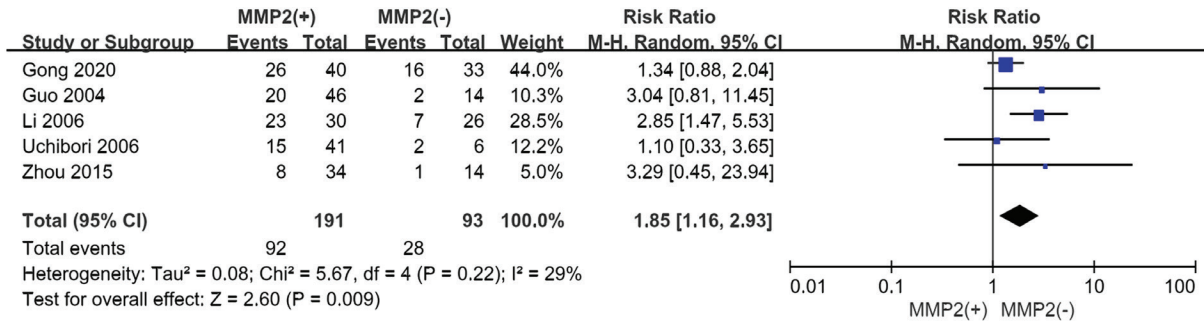 MMP2(+) MMP2(-) Risk Ratio Risk Ratio
Study or Subgroup Events Total Events Total Weight M-H. Random. 95% CI M-H. Random. 95% CI
Gong 2020 26 40 16 33 44.0% 1.34 [0.88, 2.04]
Guo 2004 20 46 2 14 10.3% 3.04 [0.81, 11.45]
Li 2006 23 30 7 26 28.5% 2.85 [1.47, 5.53]
Uchibori 2006 15 41 2 6 12.2% 1.10 [0.33, 3.65]
Zhou 2015 8 34 1 14 5.0% 3.29 [0.45, 23.94]
Total (95% CI) 191 93 100.0% 1.85 [1.16, 2.93]
Total events 92 28
Heterogeneity: Tau² = 0.08; Chi² = 5.67, df = 4 (P = 0.22); I² = 29%
Test for overall effect: Z = 2.60 (P = 0.009)
0.01 0.1 1 10 100
MMP2(+) MMP2(-)